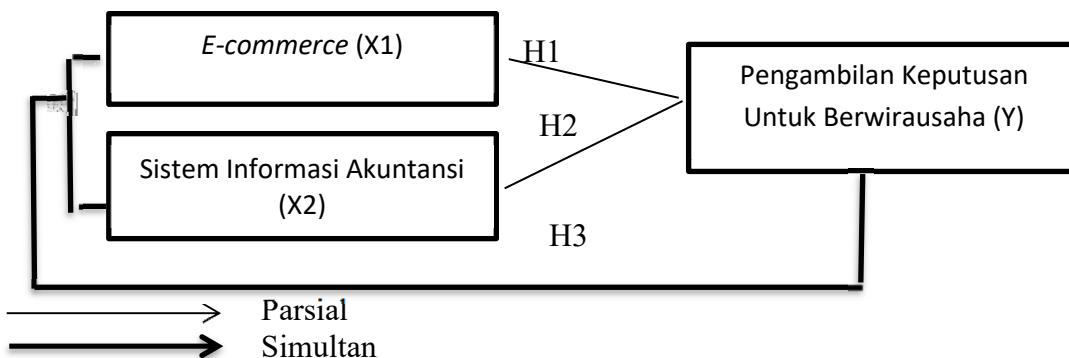 E-commerce (X1)
H1
Pengambilan Keputusan
Untuk Berwirausaha (Y)
H2
Sistem Informasi Akuntansi
(X2)
H3
Parsial
Simultan